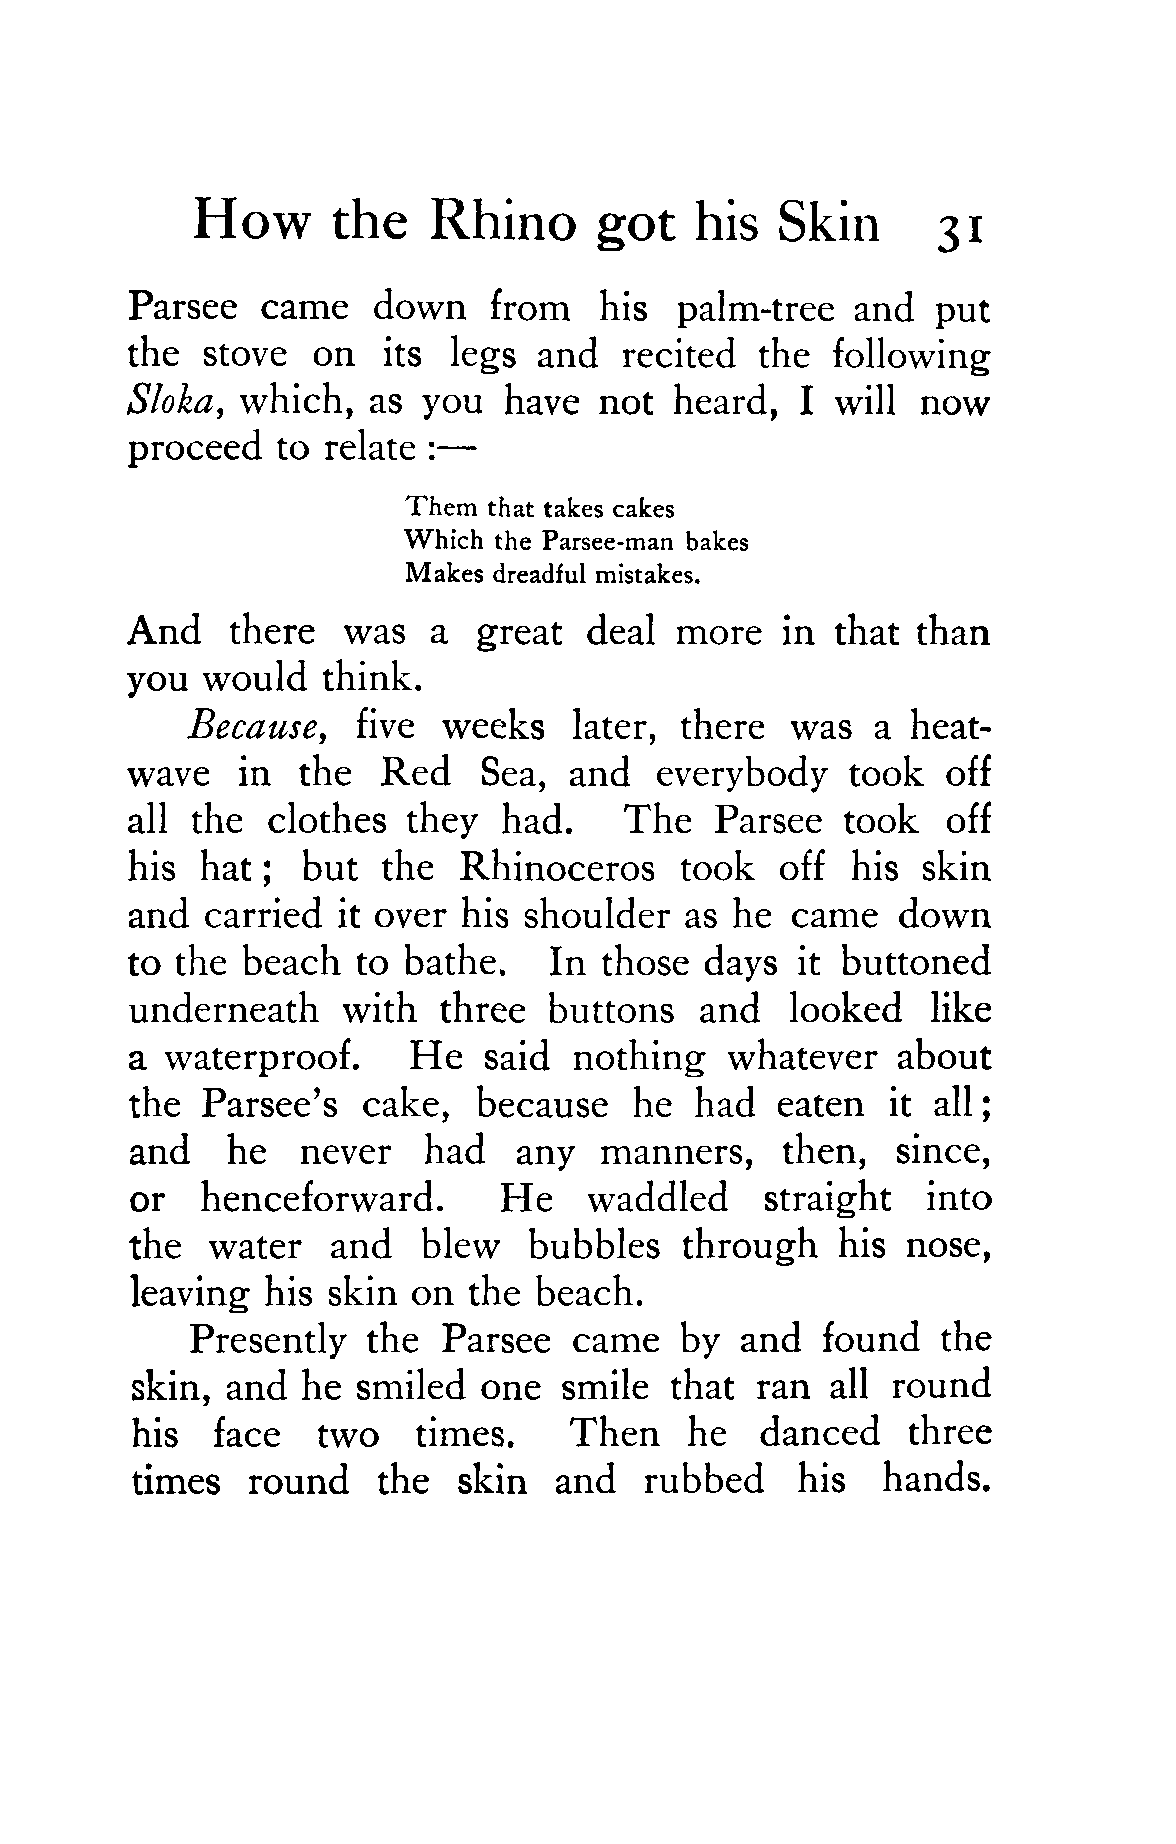 How the Rhino got his Skin 31
Parsee came down from his palm-tree and put
the stove on its legs and recited the following
Sloka, which, as you have not heard, I will now
proceed to relate :—
Them that takes cakes
Which the Parsee-man bakes
Makes dreadful mistakes.
And there was a great deal more in that than
you would think.
Because, five weeks later, there was a heat-
wave in the Red Sea, and everybody took off
all the clothes they had. The Parsee took off
his hat ; but the Rhinoceros took off his skin
and carried it over his shoulder as he came down
to the beach to bathe. In those days it buttoned
underneath with three buttons and looked like
a waterproof. He said nothing whatever about
the Parsee's cake, because he had eaten it all ;
and he never had any manners, then, since,
or henceforward. He waddled straight into
the water and blew bubbles through his nose,
leaving his skin on the beach.
Presently the Parsee came by and found the
skin, and he smiled one smile that ran all round
his face two times. Then he danced three
times round the skin and rubbed his hands.